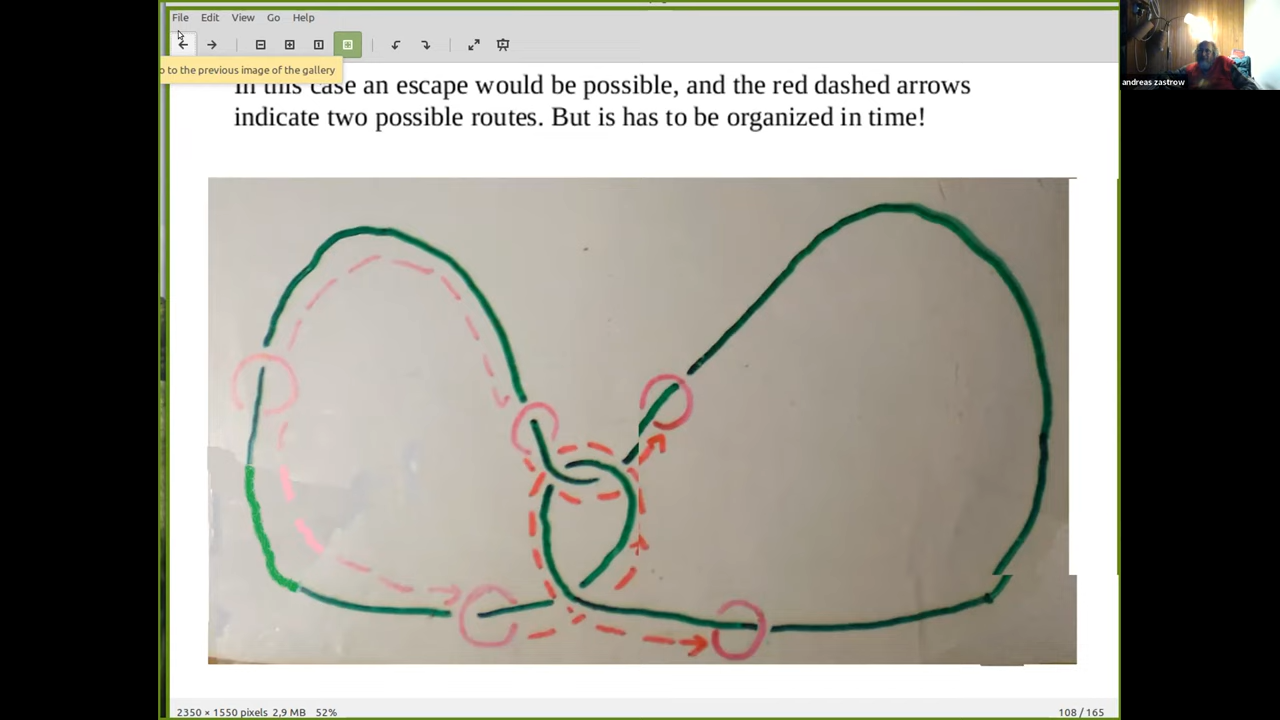 File Edit View Go Help
o to the previous image of the gallery
In this case an escape would be possible, and the red dashed arrows
indicate two possible routes. But is has to be organized in time!
andreas zastrow
2350 × 1550 pixels 2,9 MB 52%
108 / 165